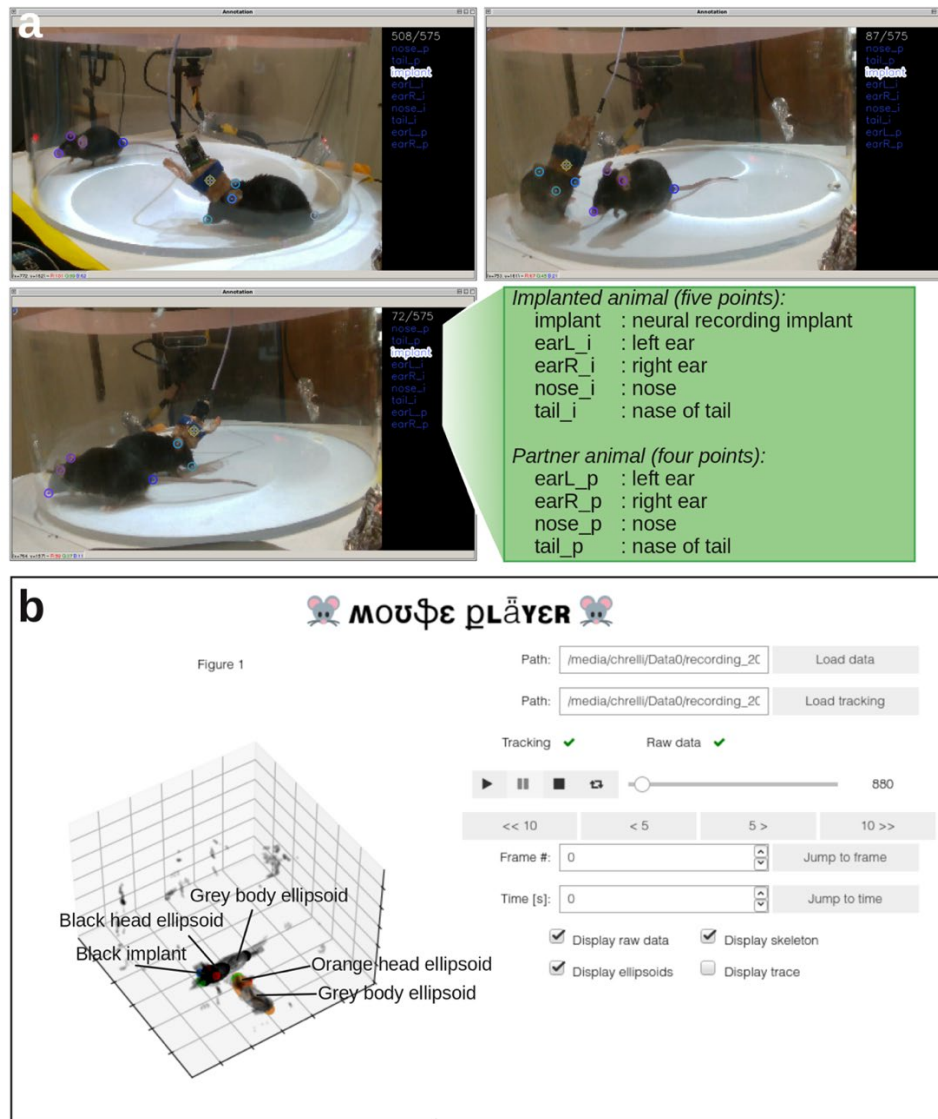 a
Annotation
508/575
nose_p
tail_p
implant
earL_i
earR_i
nose_i
tail_i
earL_p
earR_p
Annotation
87/575
nose_p
tail_p
implant
earL_i
earR_i
nose_i
tail_i
earL_p
earR_p
Annotation
72/575
nose_p
tail_p
implant
earL_i
earR_i
nose_i
tail_i
earL_p
earR_p
Implanted animal (five points):
implant : neural recording implant
earL_i : left ear
earR_i : right ear
nose_i : nose
tail_i : nase of tail
Partner animal (four points):
earL_p : left ear
earR_p : right ear
nose_p : nose
tail_p : nase of tail
b
ʍoʊȸɛ ꝑʟӓʏɛʀ
Figure 1
Path: /media/chrelli/Data0/recording_20 Load data
Path: /media/chrelli/Data0/recording_20 Load tracking
Tracking ✔ Raw data ✔
880
<< 10 < 5 5 > 10 >>
Frame #: 0 Jump to frame
Time [s]: 0 Jump to time
Display raw data Display skeleton
Display ellipsoids Display trace
Grey body ellipsoid
Black head ellipsoid
Black implant
Orange head ellipsoid
Grey body ellipsoid